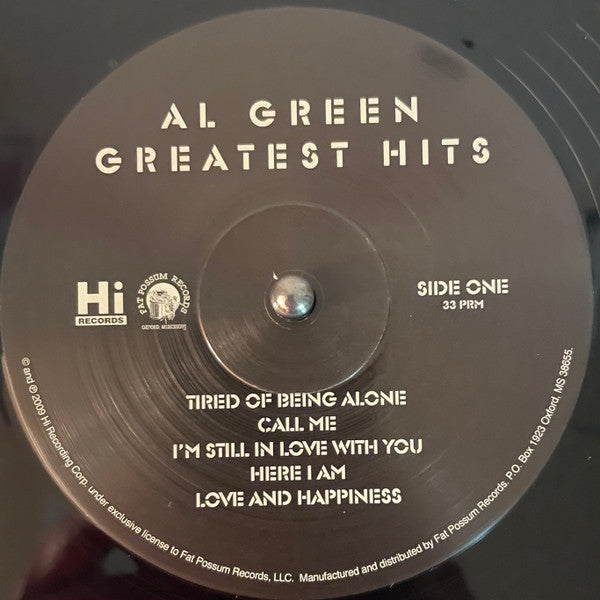 AL GREEN
GREATEST HITS
Hi
RECORDS
FAT POSSUM RECORDS
OXFORD MISSISSIPPI
SIDE ONE
33 PRM
TIRED OF BEING ALONE
CALL ME
I'M STILL IN LOVE WITH YOU
HERE I AM
LOVE AND HAPPINESS
© and ℗ 2009 Hi Recording Corp. under exclusive license to Fat Possum Records, LLC. Manufactured and distributed by Fat Possum Records. P.O. Box 1923 Oxford, MS 38655.